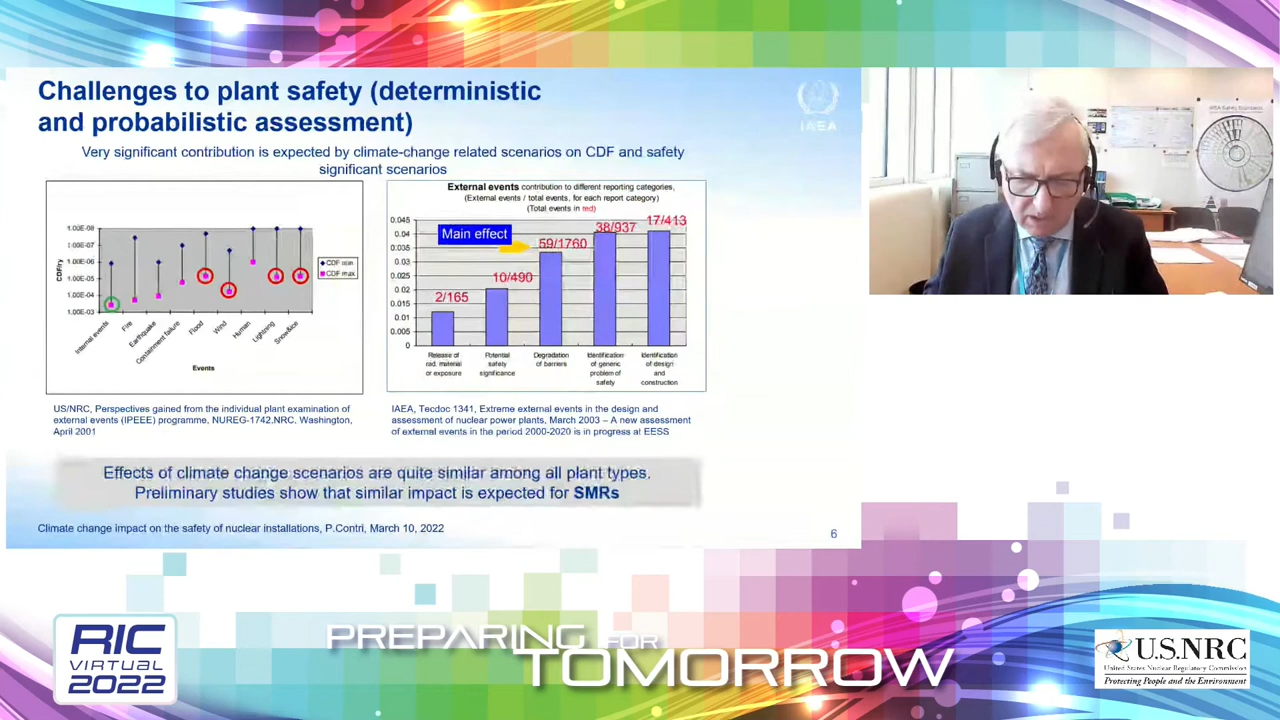 Challenges to plant safety (deterministic
and probabilistic assessment)
IAEA
Very significant contribution is expected by climate-change related scenarios on CDF and safety
significant scenarios
1.00E-08
1.00E-07
1.00E-06
1.00E-05
1.00E-04
1.00E-03
CDF/ry
CDF min
CDF max
Internal events
Fire
Earthquake
Containment failure
Flood
Wind
Human
Lightning
Snow&Ice
Events
External events contribution to different reporting categories,
(External events / total events, for each report category)
(Total events in red)
0.045
0.04
0.035
0.03
0.025
0.02
0.015
0.01
0.005
0
Main effect
2/165
10/490
59/1760
38/937
17/413
Release of
rad. material
or exposure
Potential
safety
significance
Degradation
of barriers
Identification
of generic
problem of
safety
Identification
of design
and
construction
US/NRC, Perspectives gained from the individual plant examination of
external events (IPEEE) programme, NUREG-1742,NRC, Washington,
April 2001
IAEA, Tecdoc 1341, Extreme external events in the design and
assessment of nuclear power plants, March 2003 – A new assessment
of external events in the period 2000-2020 is in progress at EESS
Effects of climate change scenarios are quite similar among all plant types.
Preliminary studies show that similar impact is expected for SMRs
Climate change impact on the safety of nuclear installations, P.Contri, March 10, 2022
6
IAEA Safety Standards
RIC
VIRTUAL
2022
PREPARING FOR
TOMORROW
U.S.NRC
United States Nuclear Regulatory Commission
Protecting People and the Environment